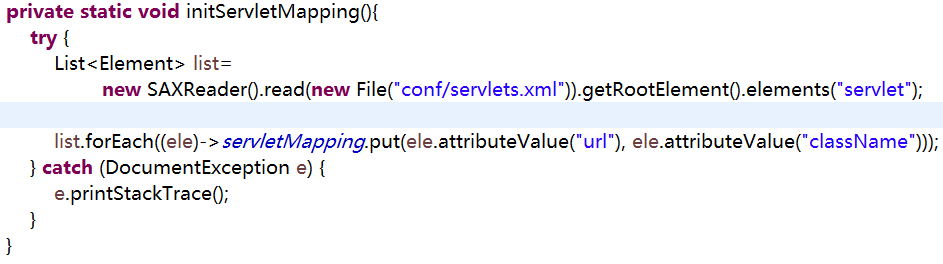 private static void initServletMapping(){
try {
List<Element> list=
new SAXReader().read(new File("conf/servlets.xml")).getRootElement().elements("servlet");
list.forEach((ele)->servletMapping.put(ele.attributeValue("url"), ele.attributeValue("className")));
} catch (DocumentException e) {
e.printStackTrace();
}
}